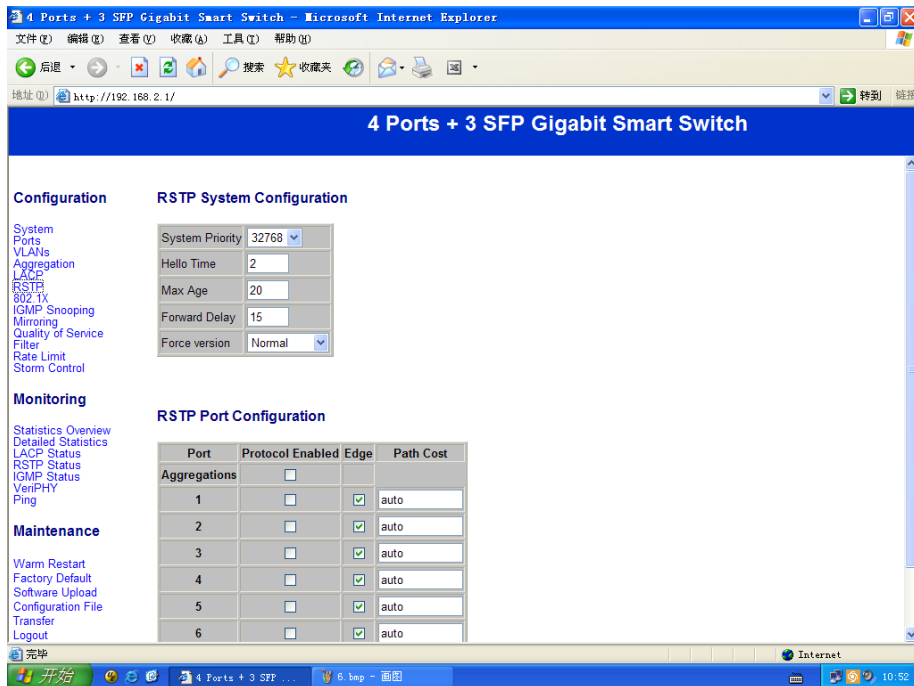 4 Ports + 3 SFP Gigabit Smart Switch - Microsoft Internet Explorer
文件(F) 编辑(E) 查看(V) 收藏(A) 工具(T) 帮助(H)
后退 搜索 收藏夹
地址(D) http://192.168.2.1/ 转到 链接
4 Ports + 3 SFP Gigabit Smart Switch
Configuration
System
Ports
VLANs
Aggregation
LACP
RSTP
802.1X
IGMP Snooping
Mirroring
Quality of Service
Filter
Rate Limit
Storm Control
Monitoring
Statistics Overview
Detailed Statistics
LACP Status
RSTP Status
IGMP Status
VeriPHY
Ping
Maintenance
Warm Restart
Factory Default
Software Upload
Configuration File
Transfer
Logout
RSTP System Configuration
System Priority 32768
Hello Time 2
Max Age 20
Forward Delay 15
Force version Normal
RSTP Port Configuration
Port Protocol Enabled Edge Path Cost
Aggregations
1 auto
2 auto
3 auto
4 auto
5 auto
6 auto
完毕 Internet
开始 4 Ports + 3 SFP ... 6.bmp - 画图 10:52